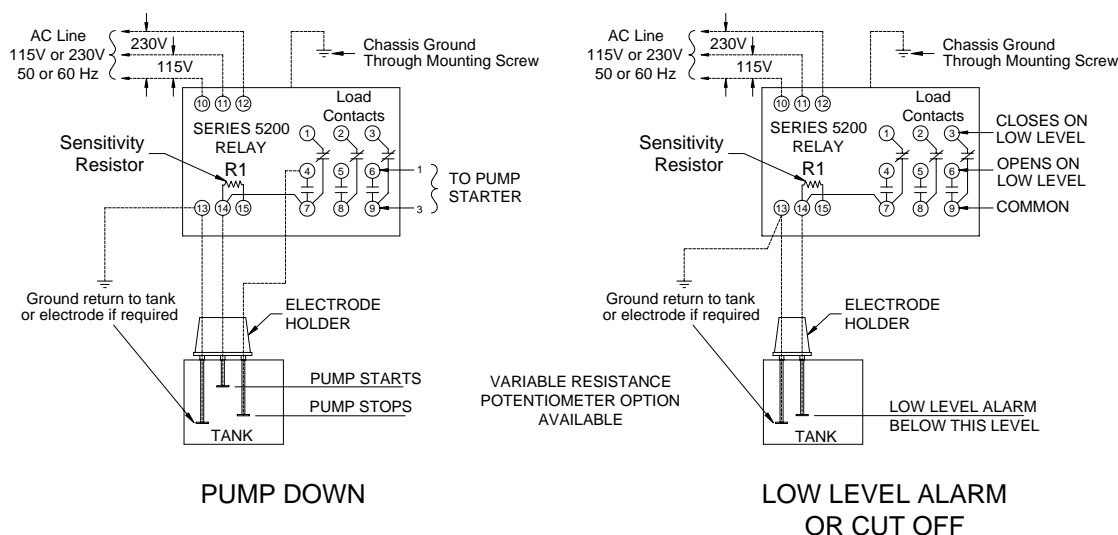 AC Line
115V or 230V
50 or 60 Hz
230V
115V
Chassis Ground
Through Mounting Screw
10
11
12
SERIES 5200
RELAY
Load
Contacts
Sensitivity
Resistor
R1
1
2
3
4
5
6
7
8
9
13
14
15
1
3
TO PUMP
STARTER
Ground return to tank
or electrode if required
ELECTRODE
HOLDER
PUMP STARTS
PUMP STOPS
TANK
PUMP DOWN
VARIABLE RESISTANCE
POTENTIOMETER OPTION
AVAILABLE
AC Line
115V or 230V
50 or 60 Hz
230V
115V
Chassis Ground
Through Mounting Screw
10
11
12
SERIES 5200
RELAY
Load
Contacts
Sensitivity
Resistor
R1
1
2
3
4
5
6
7
8
9
13
14
15
CLOSES ON
LOW LEVEL
OPENS ON
LOW LEVEL
COMMON
Ground return to tank
or electrode if required
ELECTRODE
HOLDER
LOW LEVEL ALARM
BELOW THIS LEVEL
TANK
LOW LEVEL ALARM
OR CUT OFF